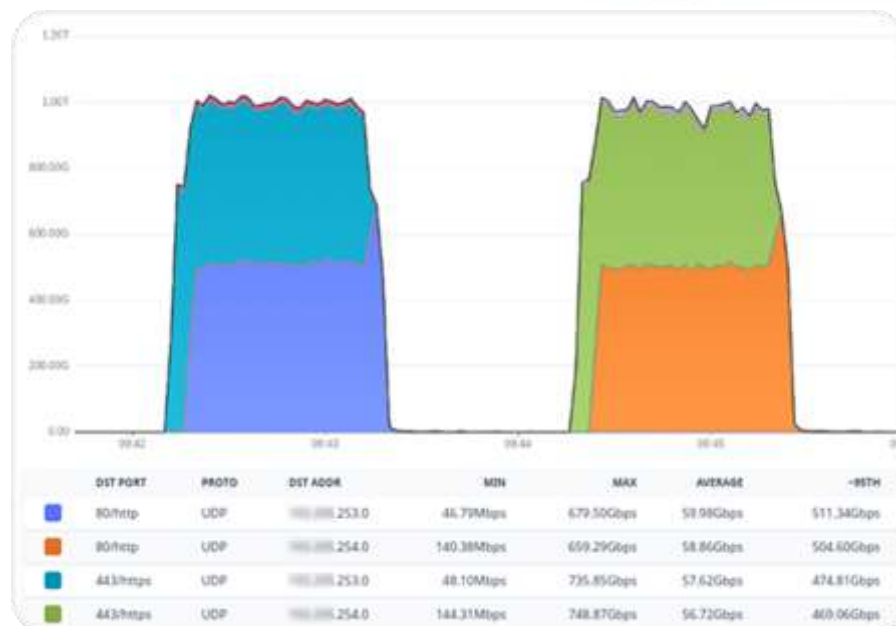 1.20T
1.00T
800.00G
600.00G
400.00G
200.00G
0.00
09:42 09:43 09:44 09:45
DST PORT PROTO DST ADDR MIN MAX AVERAGE ~95TH
80/http UDP .253.0 46.79Mbps 679.50Gbps 59.98Gbps 511.34Gbps
80/http UDP .254.0 140.38Mbps 659.29Gbps 58.86Gbps 504.60Gbps
443/https UDP .253.0 48.10Mbps 735.85Gbps 57.62Gbps 474.81Gbps
443/https UDP .254.0 144.31Mbps 748.87Gbps 56.72Gbps 469.06Gbps